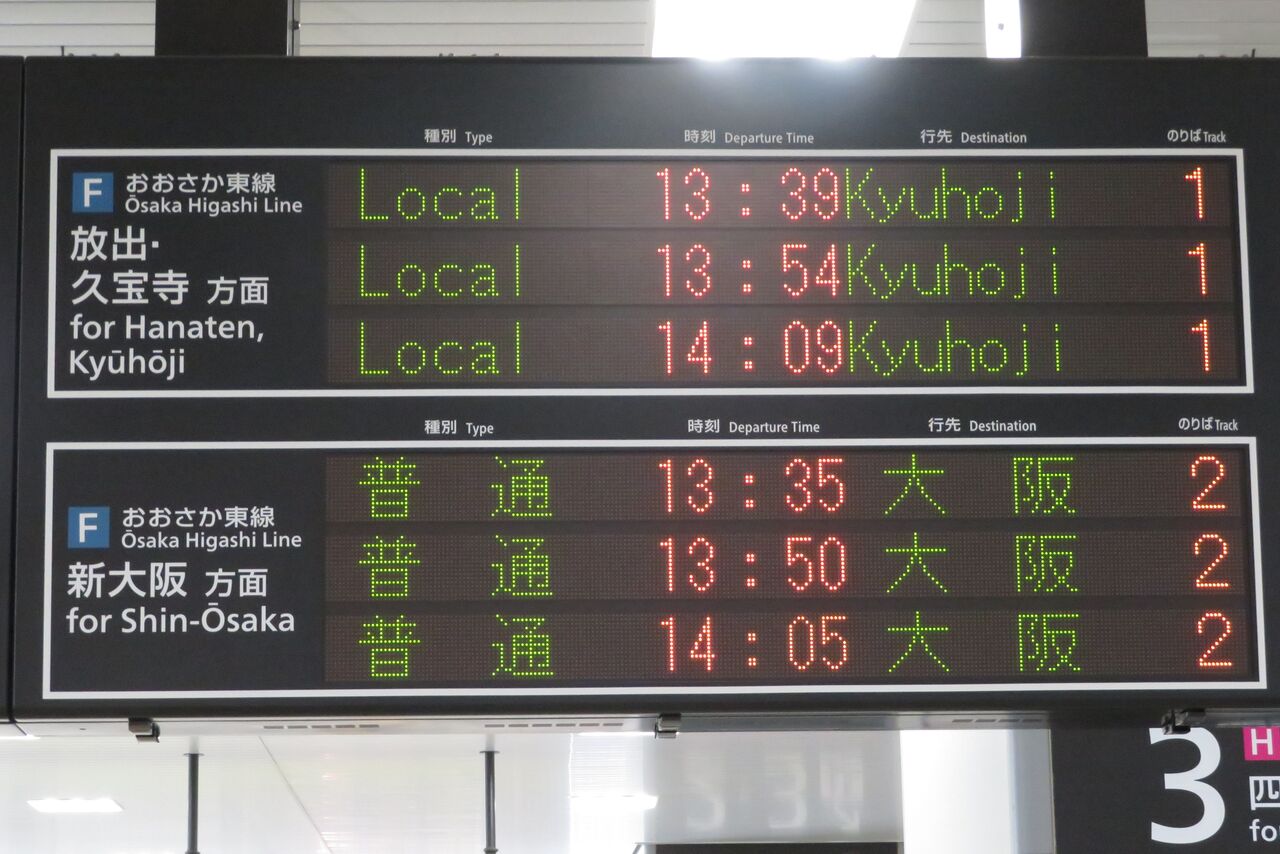 種別 Type 時刻 Departure Time 行先 Destination のりば Track
F おおさか東線
Ōsaka Higashi Line
放出・
久宝寺 方面
for Hanaten,
Kyūhōji
Local 13:39 Kyuhoji 1
Local 13:54 Kyuhoji 1
Local 14:09 Kyuhoji 1
種別 Type 時刻 Departure Time 行先 Destination のりば Track
F おおさか東線
Ōsaka Higashi Line
新大阪 方面
for Shin-Ōsaka
普通 13:35 大阪 2
普通 13:50 大阪 2
普通 14:05 大阪 2
3 H
fo